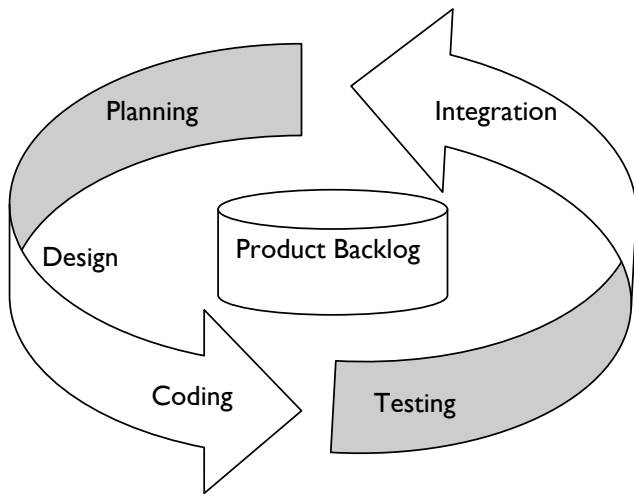 Planning
Integration
Product Backlog
Design
Coding
Testing